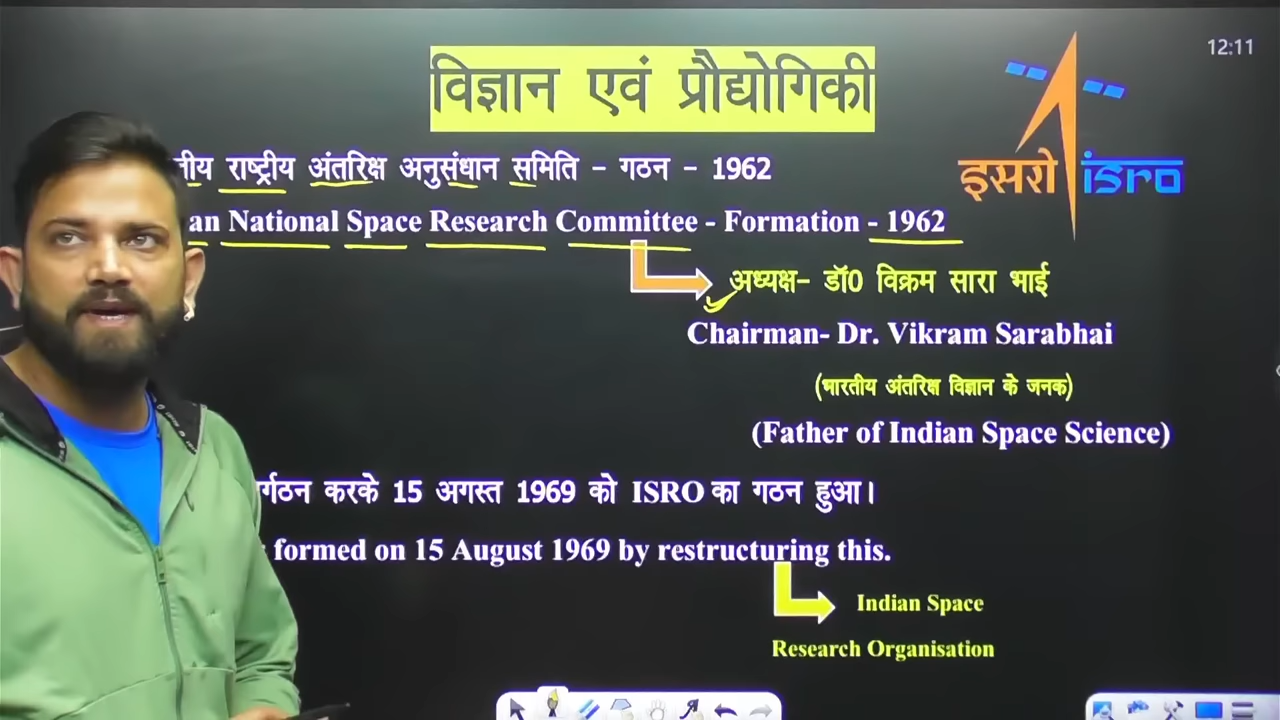 विज्ञान एवं प्रौद्योगिकी
12:11
इसरो isro
राष्ट्रीय अंतरिक्ष अनुसंधान समिति – गठन – 1962
National Space Research Committee - Formation - 1962
अध्यक्ष– डॉ0 विक्रम सारा भाई
Chairman- Dr. Vikram Sarabhai
(भारतीय अंतरिक्ष विज्ञान के जनक)
(Father of Indian Space Science)
करके 15 अगस्त 1969 को ISRO का गठन हुआ।
formed on 15 August 1969 by restructuring this.
Indian Space
Research Organisation